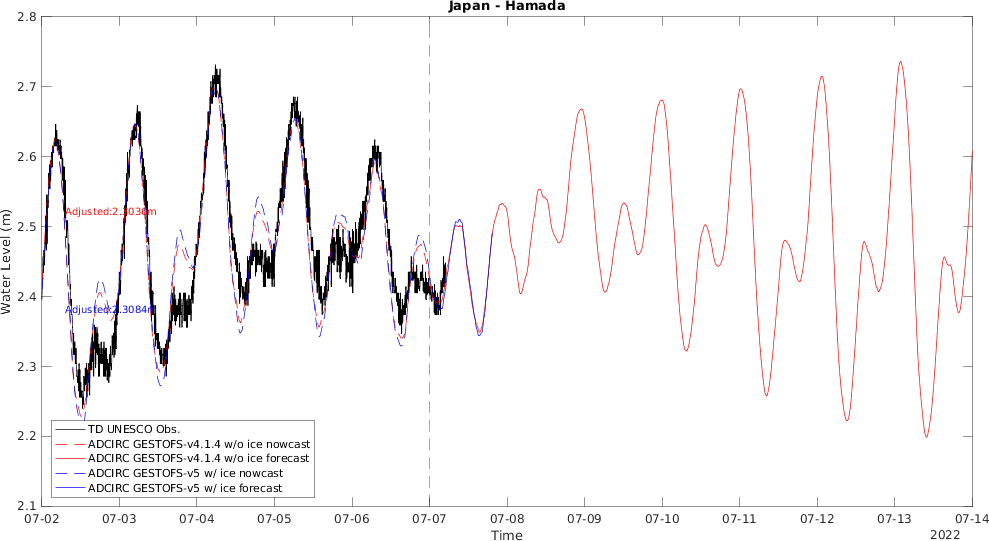 Japan - Hamada
2.8
2.7
2.6
2.5
2.4
2.3
2.2
2.1
Water Level (m)
Adjusted:2.3036m
Adjusted:2.3084m
TD UNESCO Obs.
ADCIRC GESTOFS-v4.1.4 w/o ice nowcast
ADCIRC GESTOFS-v4.1.4 w/o ice forecast
ADCIRC GESTOFS-v5 w/ ice nowcast
ADCIRC GESTOFS-v5 w/ ice forecast
07-02 07-03 07-04 07-05 07-06 07-07 07-08 07-09 07-10 07-11 07-12 07-13 07-14
Time
2022